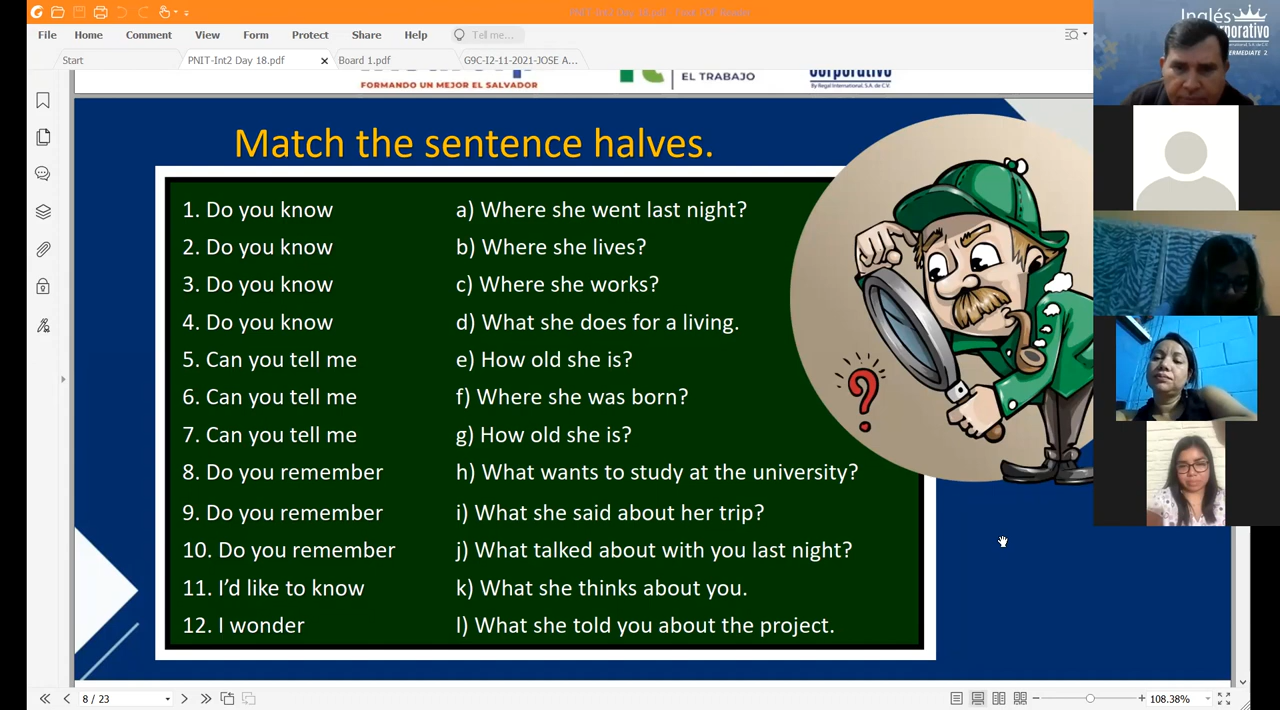 File Home Comment View Form Protect Share Help Tell me...
Start PNIT-Int2 Day 18.pdf Board 1.pdf G9C-I2-11-2021-JOSE A...
FORMANDO UN MEJOR EL SALVADOR
EL TRABAJO
By Regal International, S.A. de C.V.
Match the sentence halves.
1. Do you know a) Where she went last night?
2. Do you know b) Where she lives?
3. Do you know c) Where she works?
4. Do you know d) What she does for a living.
5. Can you tell me e) How old she is?
6. Can you tell me f) Where she was born?
7. Can you tell me g) How old she is?
8. Do you remember h) What wants to study at the university?
9. Do you remember i) What she said about her trip?
10. Do you remember j) What talked about with you last night?
11. I'd like to know k) What she thinks about you.
12. I wonder l) What she told you about the project.
?
Inglés
8 / 23
108.38%